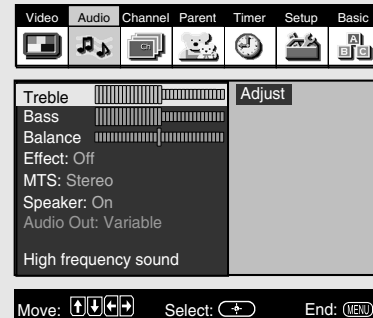 Video Audio Channel Parent Timer Setup Basic
Ch
A
B C
Treble
Adjust
Bass
Balance
Effect: Off
MTS: Stereo
Speaker: On
Audio Out: Variable
High frequency sound
Move: Select: End: MENU